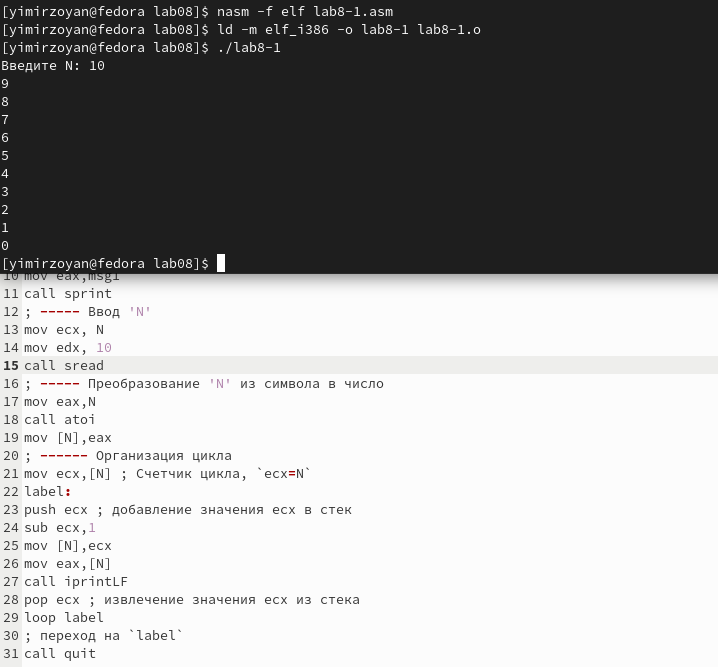 [yimirzoyan@fedora lab08]$ nasm -f elf lab8-1.asm
[yimirzoyan@fedora lab08]$ ld -m elf_i386 -o lab8-1 lab8-1.o
[yimirzoyan@fedora lab08]$ ./lab8-1
Введите N: 10
9
8
7
6
5
4
3
2
1
0
[yimirzoyan@fedora lab08]$
10 mov eax,msg1
11 call sprint
12 ; ----- Ввод 'N'
13 mov ecx, N
14 mov edx, 10
15 call sread
16 ; ----- Преобразование 'N' из символа в число
17 mov eax,N
18 call atoi
19 mov [N],eax
20 ; ------ Организация цикла
21 mov ecx,[N] ; Счетчик цикла, `ecx=N`
22 label:
23 push ecx ; добавление значения ecx в стек
24 sub ecx,1
25 mov [N],ecx
26 mov eax,[N]
27 call iprintLF
28 pop ecx ; извлечение значения ecx из стека
29 loop label
30 ; переход на `label`
31 call quit